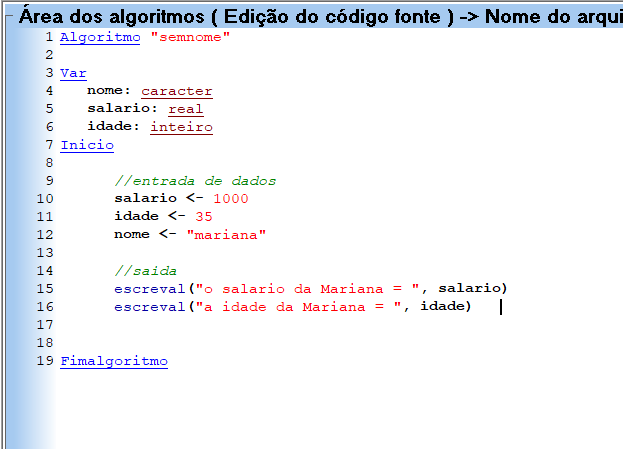 Área dos algoritmos ( Edição do código fonte ) -> Nome do arqui
1 Algoritmo "semnome"
2
3 Var
4    nome: caracter
5    salario: real
6    idade: inteiro
7 Inicio
8
9       //entrada de dados
10       salario <- 1000
11       idade <- 35
12       nome <- "mariana"
13
14       //saida
15       escreval("o salario da Mariana = ", salario)
16       escreval("a idade da Mariana = ", idade)
17
18
19 Fimalgoritmo